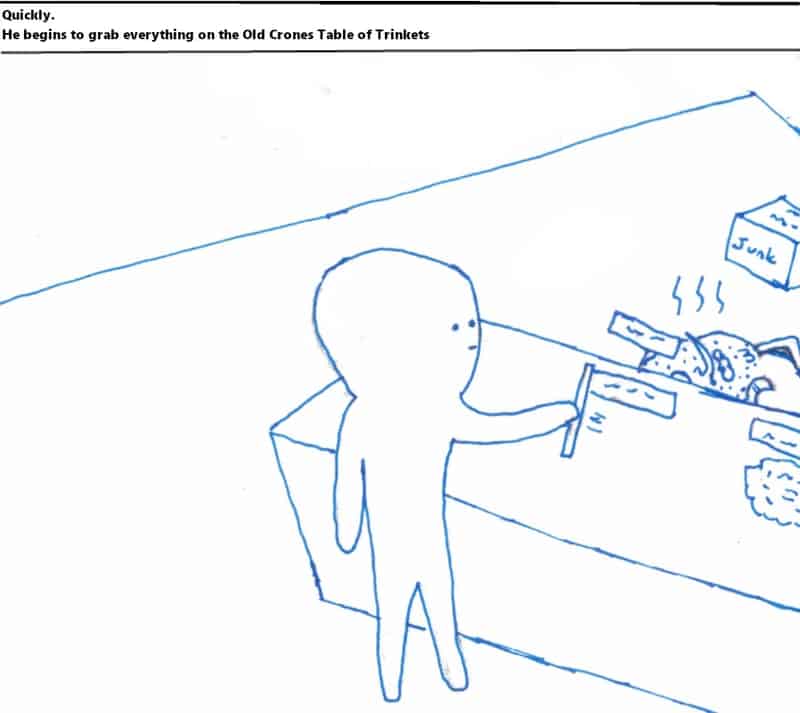 Quickly.
He begins to grab everything on the Old Crones Table of Trinkets
Junk